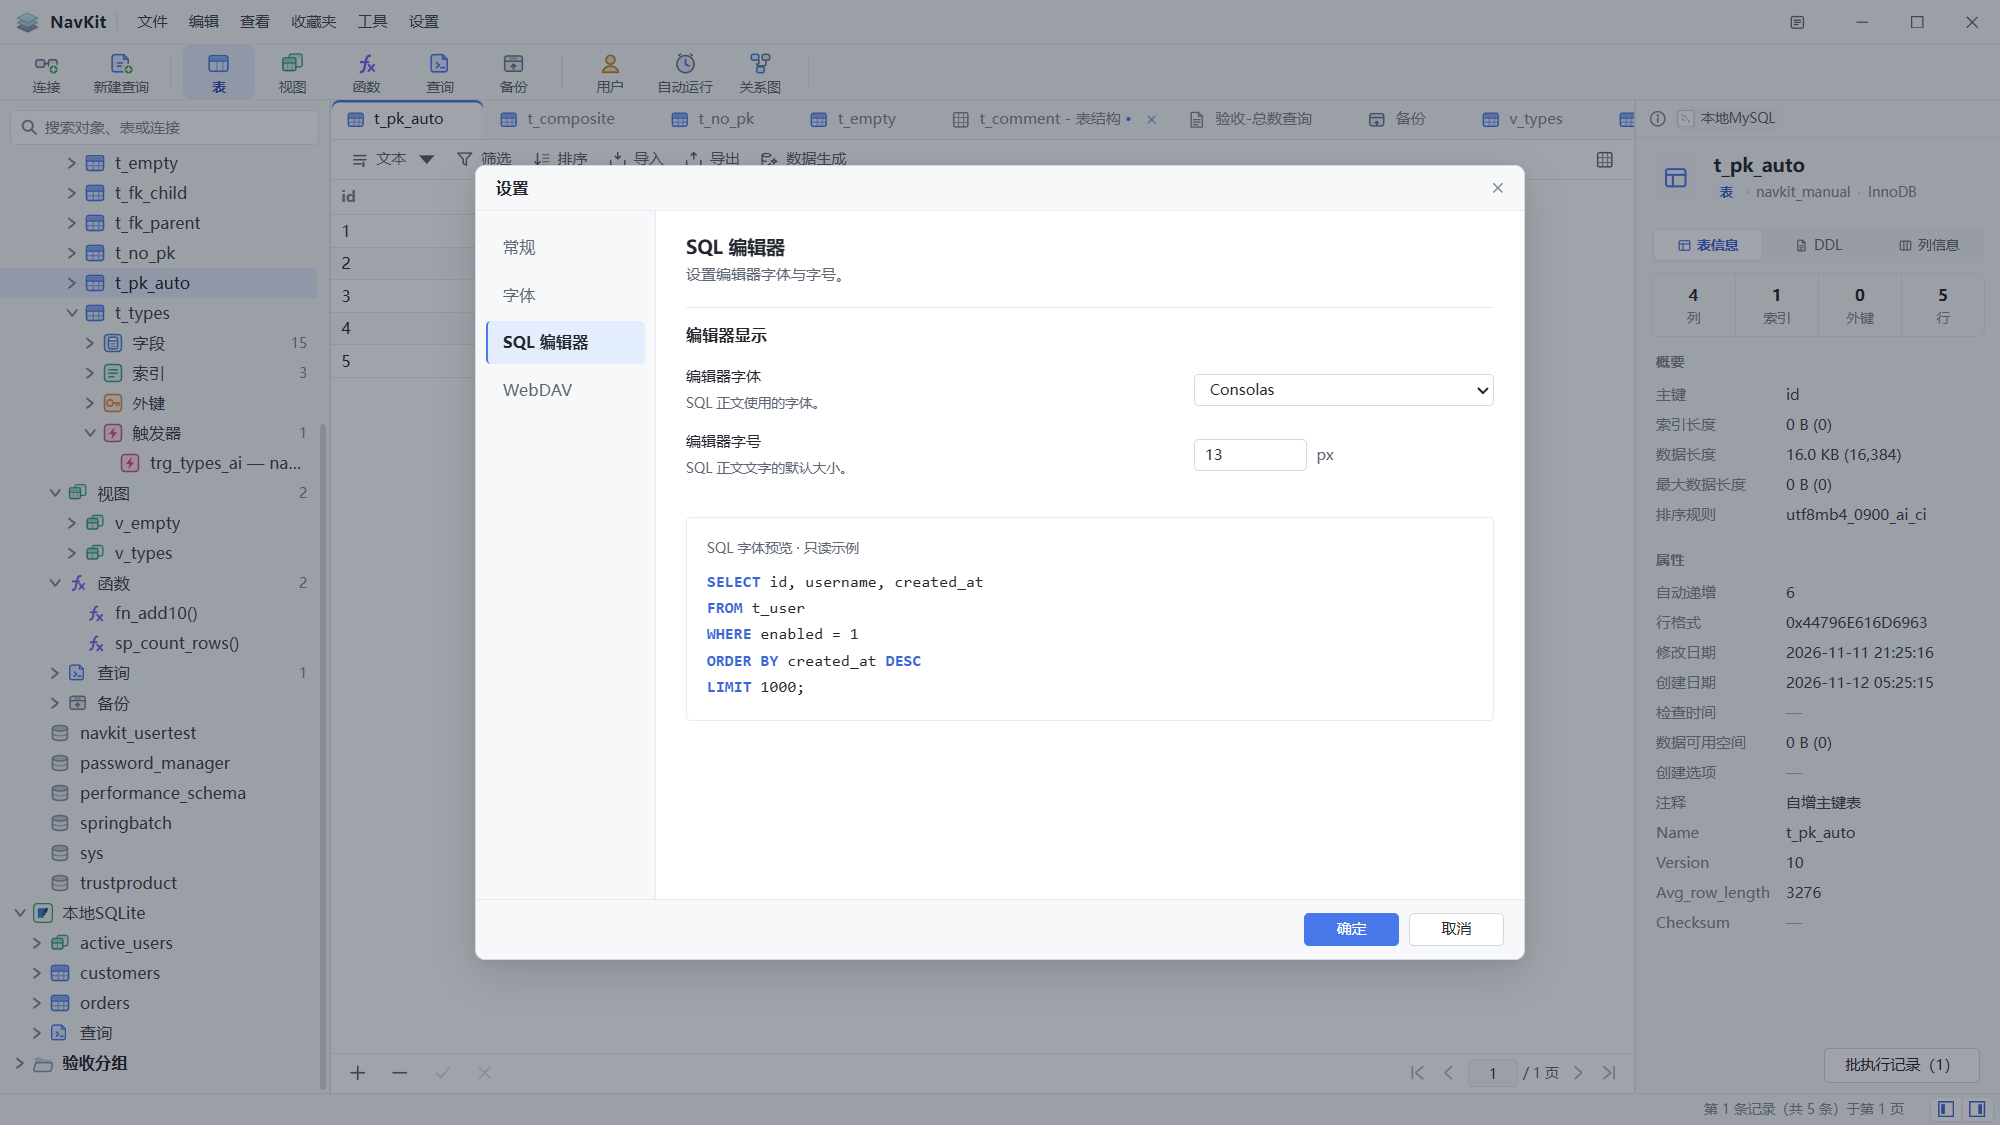 NavKit
文件 编辑 查看 收藏夹 工具 设置
连接 新建查询 表 视图 函数 查询 备份 用户 自动运行 关系图
搜索对象、表或连接
t_empty
t_fk_child
t_fk_parent
t_no_pk
t_pk_auto
t_types
字段 15
索引 3
外键
触发器 1
trg_types_ai — na...
视图 2
v_empty
v_types
函数 2
fn_add10()
sp_count_rows()
查询 1
备份
navkit_usertest
password_manager
performance_schema
springbatch
sys
trustproduct
本地SQLite
active_users
customers
orders
查询
验收分组
t_pk_auto t_composite t_no_pk t_empty t_comment - 表结构 • 验收-总数查询 备份 v_types
文本 筛选 排序 导入 导出 数据生成
id
1
2
3
4
5
设置
常规
字体
SQL 编辑器
WebDAV
SQL 编辑器
设置编辑器字体与字号。
编辑器显示
编辑器字体
SQL 正文使用的字体。
Consolas
编辑器字号
SQL 正文文字的默认大小。
13 px
SQL 字体预览 · 只读示例
SELECT id, username, created_at
FROM t_user
WHERE enabled = 1
ORDER BY created_at DESC
LIMIT 1000;
确定 取消
1 / 1 页
本地MySQL
t_pk_auto
表 · navkit_manual · InnoDB
表信息 DDL 列信息
4 1 0 5
列 索引 外键 行
概要
主键 id
索引长度 0 B (0)
数据长度 16.0 KB (16,384)
最大数据长度 0 B (0)
排序规则 utf8mb4_0900_ai_ci
属性
自动递增 6
行格式 0x44796E616D6963
修改日期 2026-11-11 21:25:16
创建日期 2026-11-12 05:25:15
检查时间 —
数据可用空间 0 B (0)
创建选项 —
注释 自增主键表
Name t_pk_auto
Version 10
Avg_row_length 3276
Checksum —
批执行记录（1）
第 1 条记录（共 5 条）于第 1 页